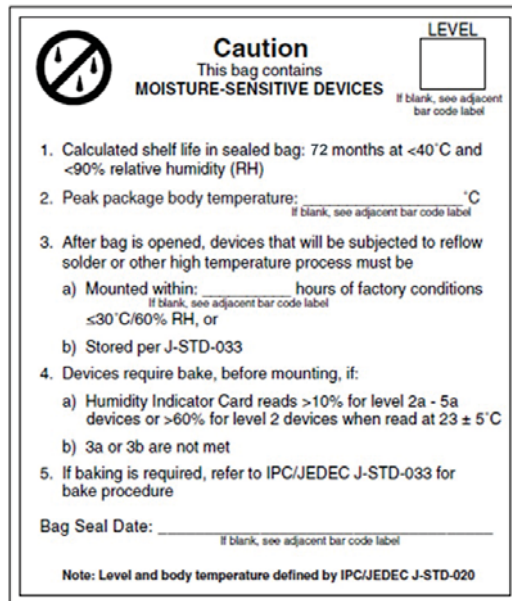 LEVEL
Caution
This bag contains
MOISTURE-SENSITIVE DEVICES
If blank, see adjacent
bar code label
1. Calculated shelf life in sealed bag: 72 months at <40˚C and
<90% relative humidity (RH)
2. Peak package body temperature: ____________________˚C
If blank, see adjacent bar code label
3. After bag is opened, devices that will be subjected to reflow
solder or other high temperature process must be
a) Mounted within: ___________ hours of factory conditions
If blank, see adjacent bar code label
≤30˚C/60% RH, or
b) Stored per J-STD-033
4. Devices require bake, before mounting, if:
a) Humidity Indicator Card reads >10% for level 2a - 5a
devices or >60% for level 2 devices when read at 23 ± 5˚C
b) 3a or 3b are not met
5. If baking is required, refer to IPC/JEDEC J-STD-033 for
bake procedure
Bag Seal Date: ________________________________________
If blank, see adjacent bar code label
Note: Level and body temperature defined by IPC/JEDEC J-STD-020